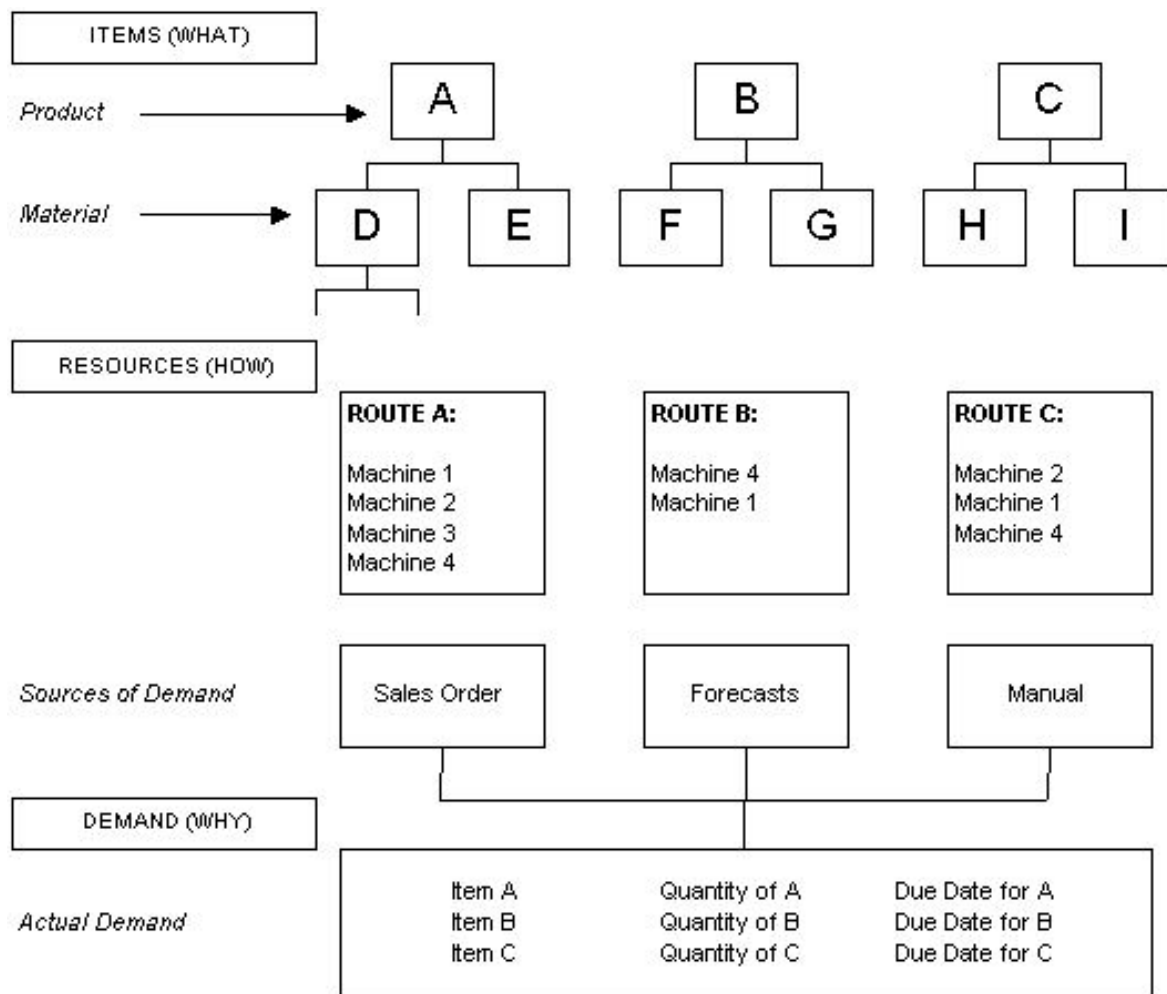 ITEMS (WHAT)
Product
A
B
C
Material
D
E
F
G
H
I
RESOURCES (HOW)
ROUTE A:
Machine 1
Machine 2
Machine 3
Machine 4
ROUTE B:
Machine 4
Machine 1
ROUTE C:
Machine 2
Machine 1
Machine 4
Sources of Demand
Sales Order
Forecasts
Manual
DEMAND (WHY)
Actual Demand
Item A Quantity of A Due Date for A
Item B Quantity of B Due Date for B
Item C Quantity of C Due Date for C